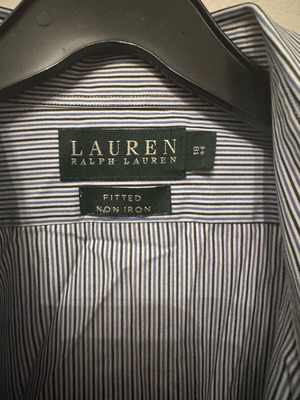 LAUREN
RALPH LAUREN
FITTED
NON IRON
18